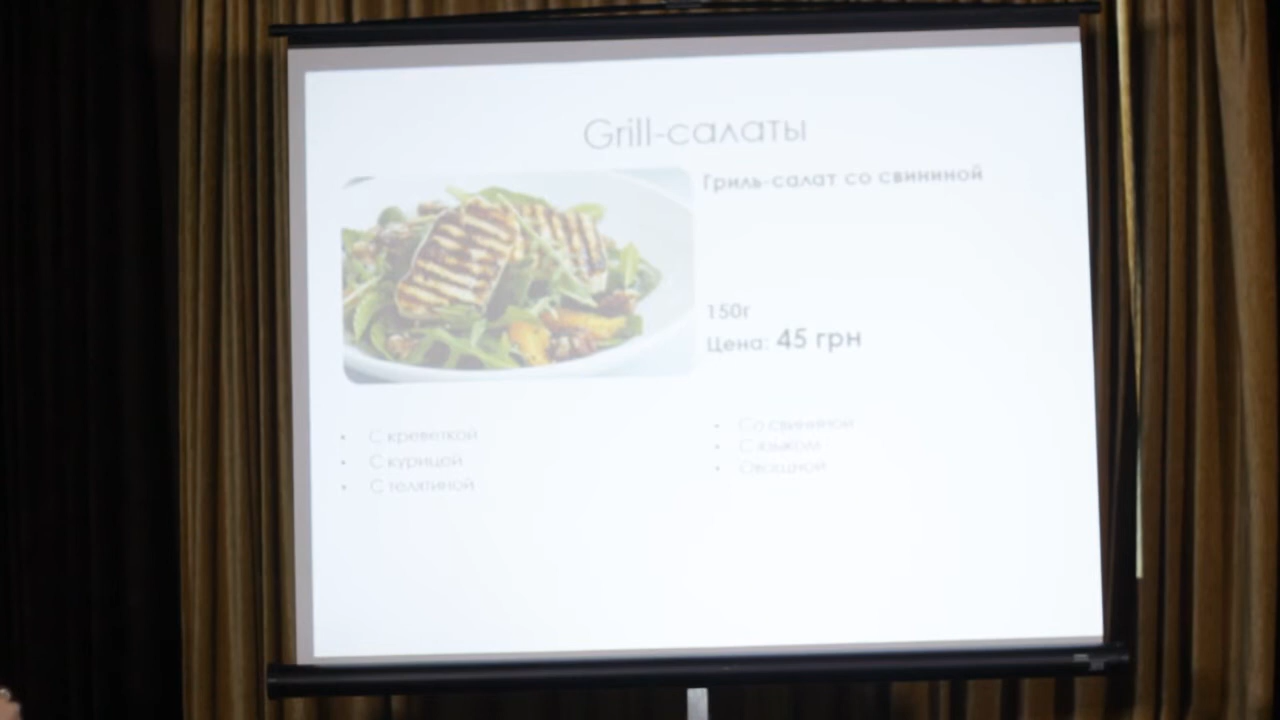 Grill-салаты
Гриль-салат со свининой
150г
Цена: 45 грн
• С креветкой
• С курицей
• С телятиной
• Со свининой
• С языком
• Овощной